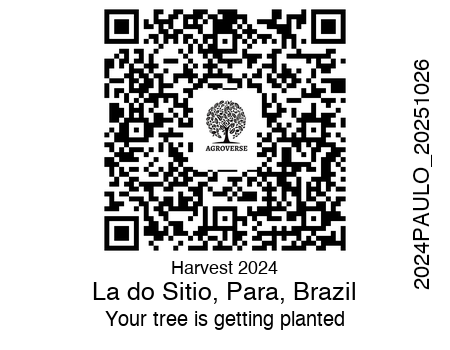 AGROVERSE
Harvest 2024
La do Sitio, Para, Brazil
Your tree is getting planted
2024PAULO_20251026